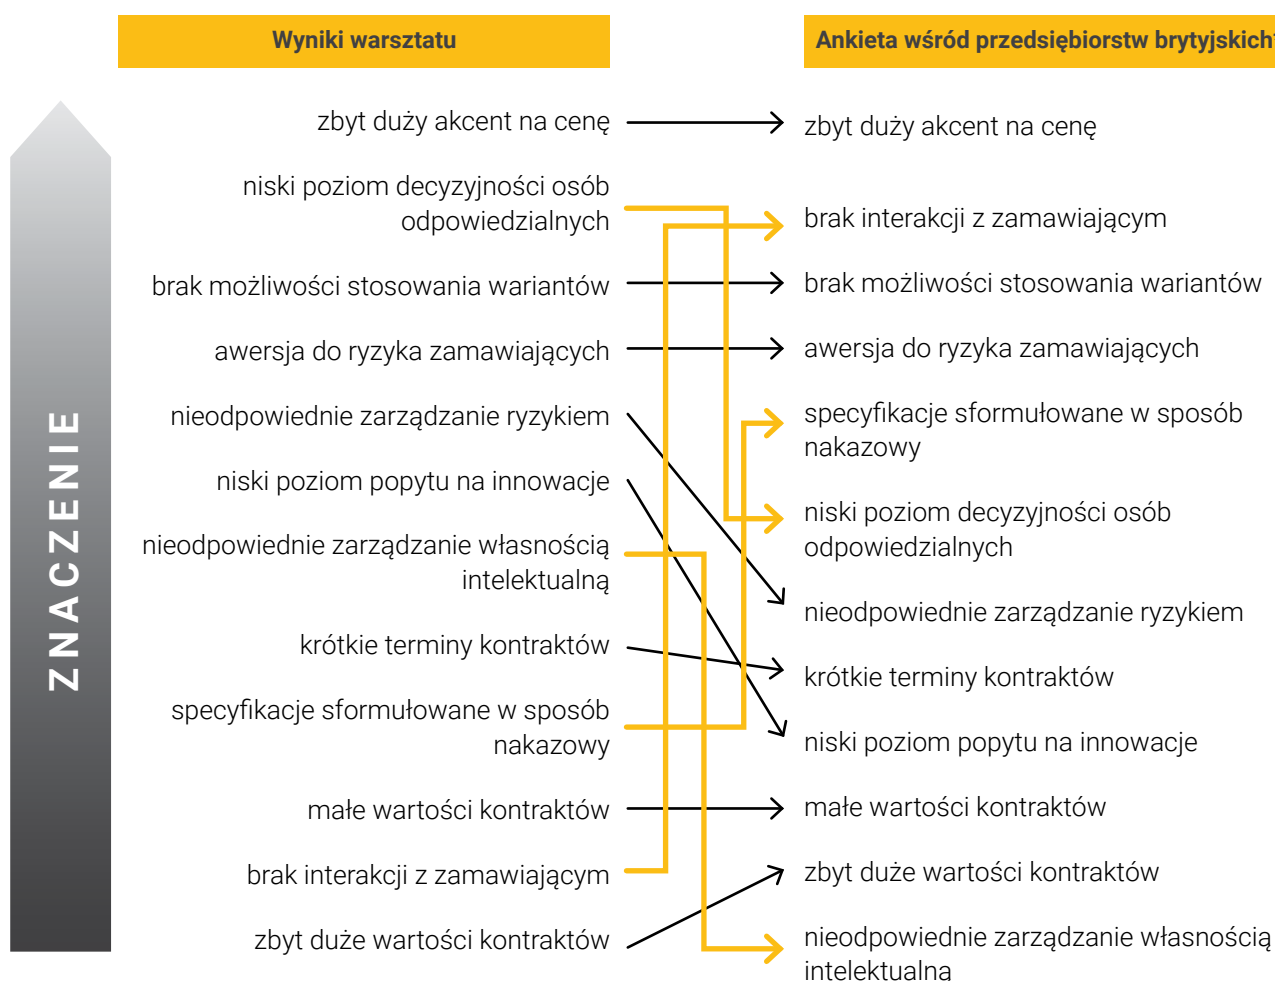 Wyniki warsztatu
Ankieta wśród przedsiębiorstw brytyjskich*
ZNACZENIE
zbyt duży akcent na cenę
niski poziom decyzyjności osób
odpowiedzialnych
brak możliwości stosowania wariantów
awersja do ryzyka zamawiających
nieodpowiednie zarządzanie ryzykiem
niski poziom popytu na innowacje
nieodpowiednie zarządzanie własnością
intelektualną
krótkie terminy kontraktów
specyfikacje sformułowane w sposób
nakazowy
małe wartości kontraktów
brak interakcji z zamawiającym
zbyt duże wartości kontraktów
zbyt duży akcent na cenę
brak interakcji z zamawiającym
brak możliwości stosowania wariantów
awersja do ryzyka zamawiających
specyfikacje sformułowane w sposób
nakazowy
niski poziom decyzyjności osób
odpowiedzialnych
nieodpowiednie zarządzanie ryzykiem
krótkie terminy kontraktów
niski poziom popytu na innowacje
małe wartości kontraktów
zbyt duże wartości kontraktów
nieodpowiednie zarządzanie własnością
intelektualną